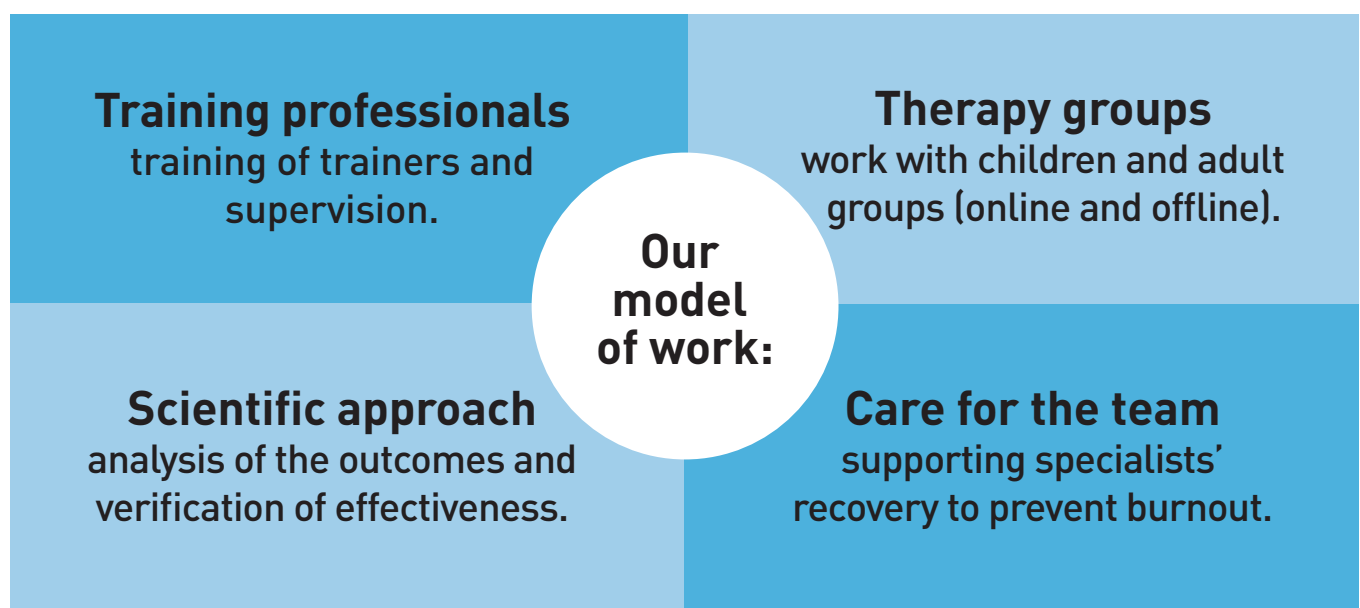 Training professionals
training of trainers and
supervision.
Therapy groups
work with children and adult
groups (online and offline).
Our
model
of work:
Scientific approach
analysis of the outcomes and
verification of effectiveness.
Care for the team
supporting specialists’
recovery to prevent burnout.